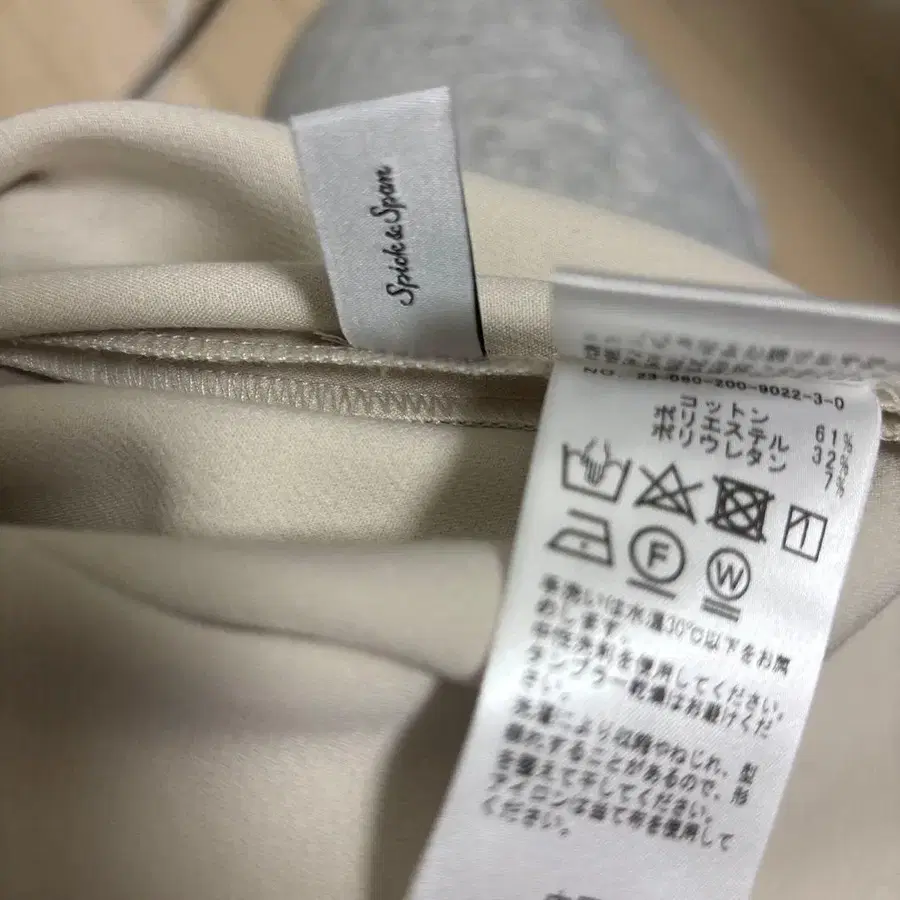 Spick & Span
NO. 23-080-200-9022-3-0
コットン 61%
ポリエステル 32%
ポリウレタン 7%
F
W
手洗いは水温30℃以下をお属
めします。
中性洗剤を使用してください。
タンブラー乾燥はお避けくだ
さい。
洗濯により収縮やねじれ、型
崩れすることがあるので、形
を整えて干してください。
アイロンは当て布を使用して
ください。